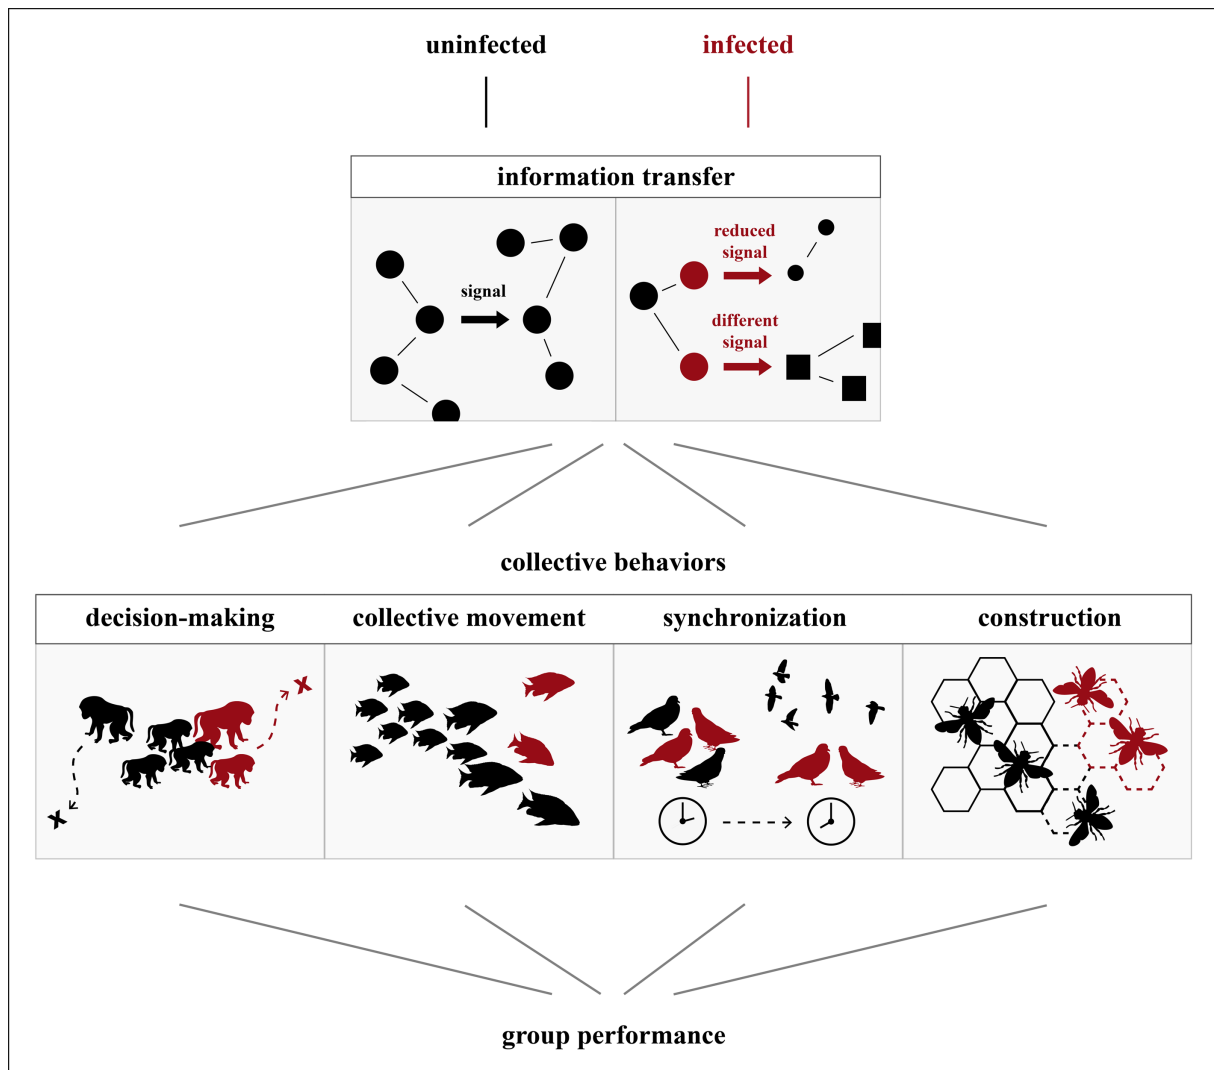 uninfected
infected
information transfer
signal
reduced
signal
different
signal
collective behaviors
decision-making
collective movement
synchronization
construction
x
x
group performance